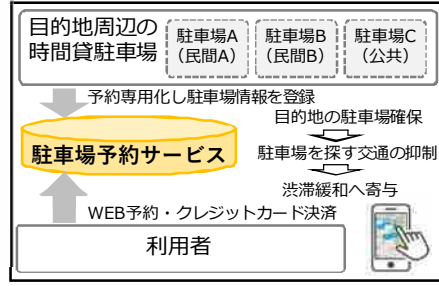 目的地周辺の
時間貸駐車場
駐車場A
（民間A）
駐車場B
（民間B）
駐車場C
（公共）
予約専用化し駐車場情報を登録
目的地の駐車場確保
駐車場予約サービス
駐車場を探す交通の抑制
渋滞緩和へ寄与
WEB予約・クレジットカード決済
利用者